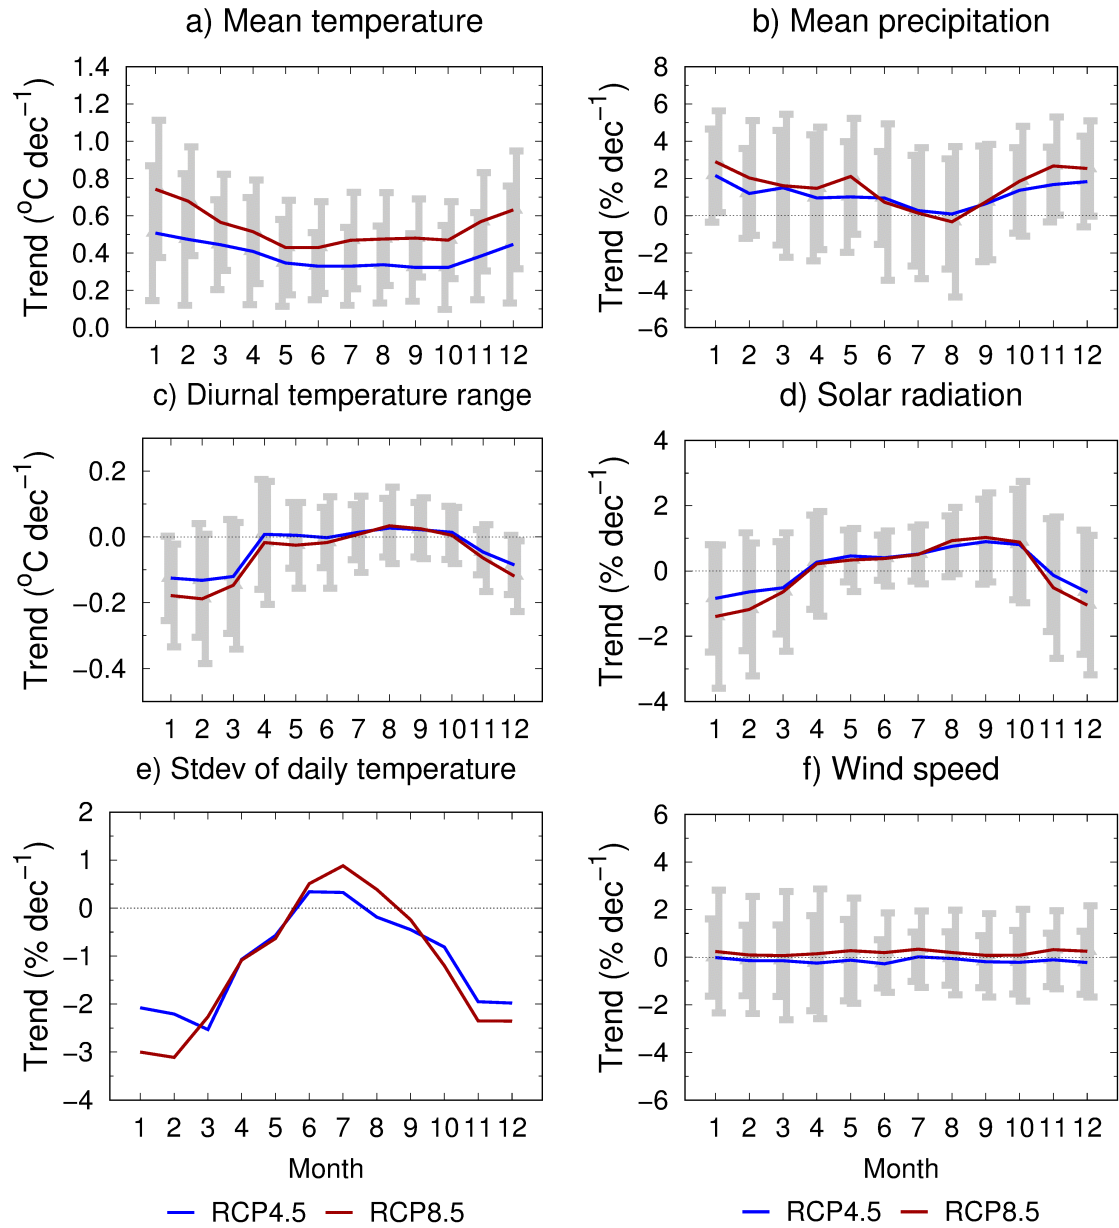 a) Mean temperature
Trend (°C dec⁻¹)
1.4
1.2
1.0
0.8
0.6
0.4
0.2
0.0
1 2 3 4 5 6 7 8 9 10 11 12
b) Mean precipitation
Trend (% dec⁻¹)
8
6
4
2
0
−2
−4
−6
1 2 3 4 5 6 7 8 9 10 11 12
c) Diurnal temperature range
Trend (°C dec⁻¹)
0.2
0.0
−0.2
−0.4
1 2 3 4 5 6 7 8 9 10 11 12
d) Solar radiation
Trend (% dec⁻¹)
4
2
0
−2
−4
1 2 3 4 5 6 7 8 9 10 11 12
e) Stdev of daily temperature
Trend (% dec⁻¹)
2
1
0
−1
−2
−3
−4
1 2 3 4 5 6 7 8 9 10 11 12
Month
RCP4.5 RCP8.5
f) Wind speed
Trend (% dec⁻¹)
6
4
2
0
−2
−4
−6
1 2 3 4 5 6 7 8 9 10 11 12
Month
RCP4.5 RCP8.5